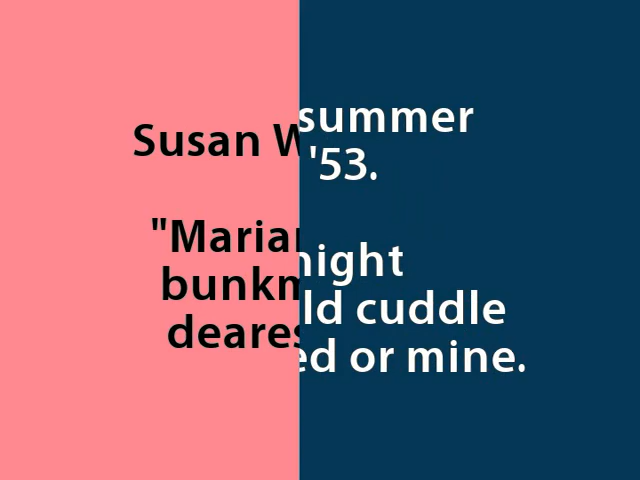 Susan W
"Marian
bunkm
deares
summer
'53.
night
ld cuddle
ed or mine.